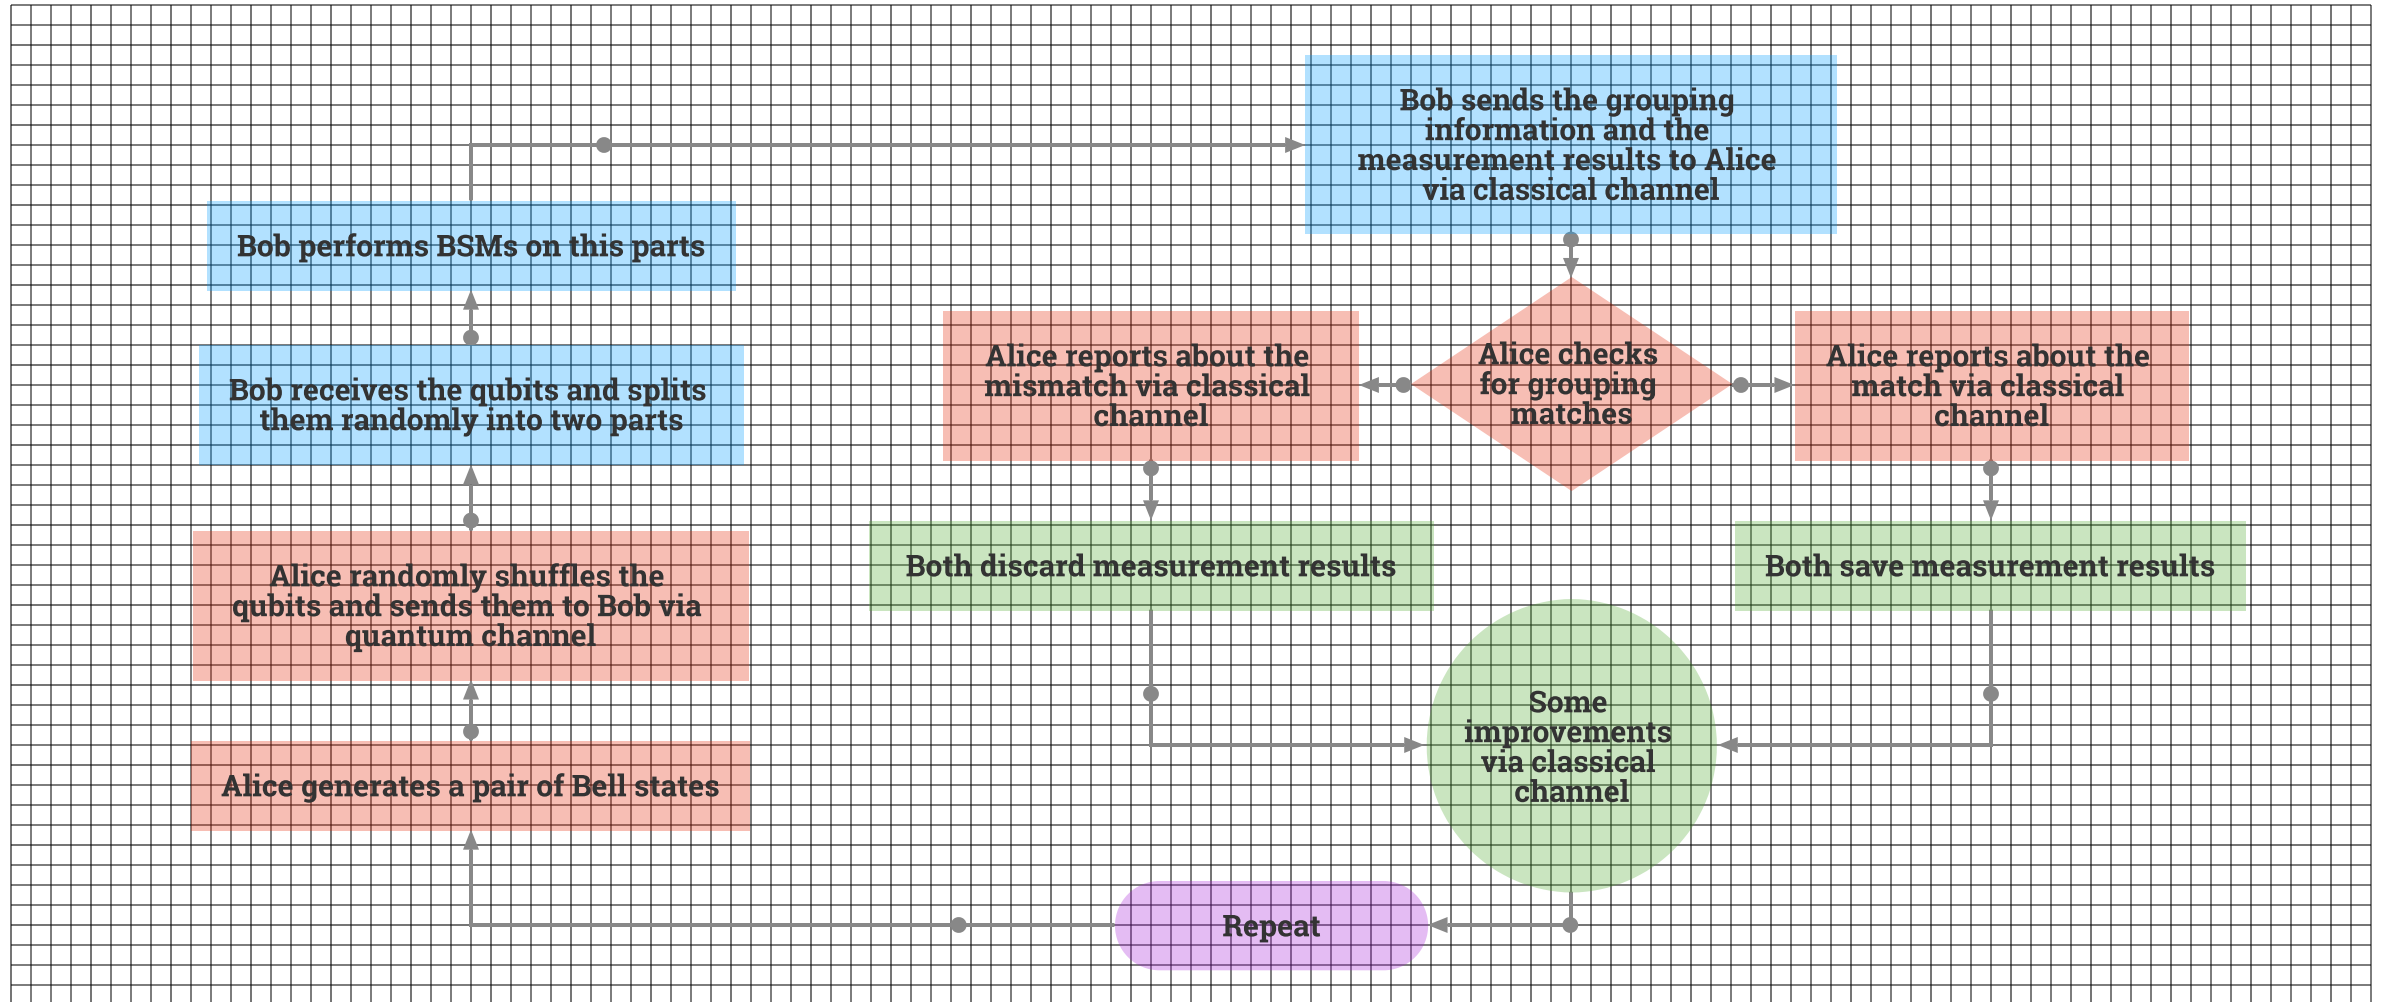 Bob sends the grouping
information and the
measurement results to Alice
via classical channel
Bob performs BSMs on this parts
Bob receives the qubits and splits
them randomly into two parts
Alice randomly shuffles the
qubits and sends them to Bob via
quantum channel
Alice generates a pair of Bell states
Alice reports about the
mismatch via classical
channel
Alice checks
for grouping
matches
Alice reports about the
match via classical
channel
Both discard measurement results
Both save measurement results
Some
improvements
via classical
channel
Repeat